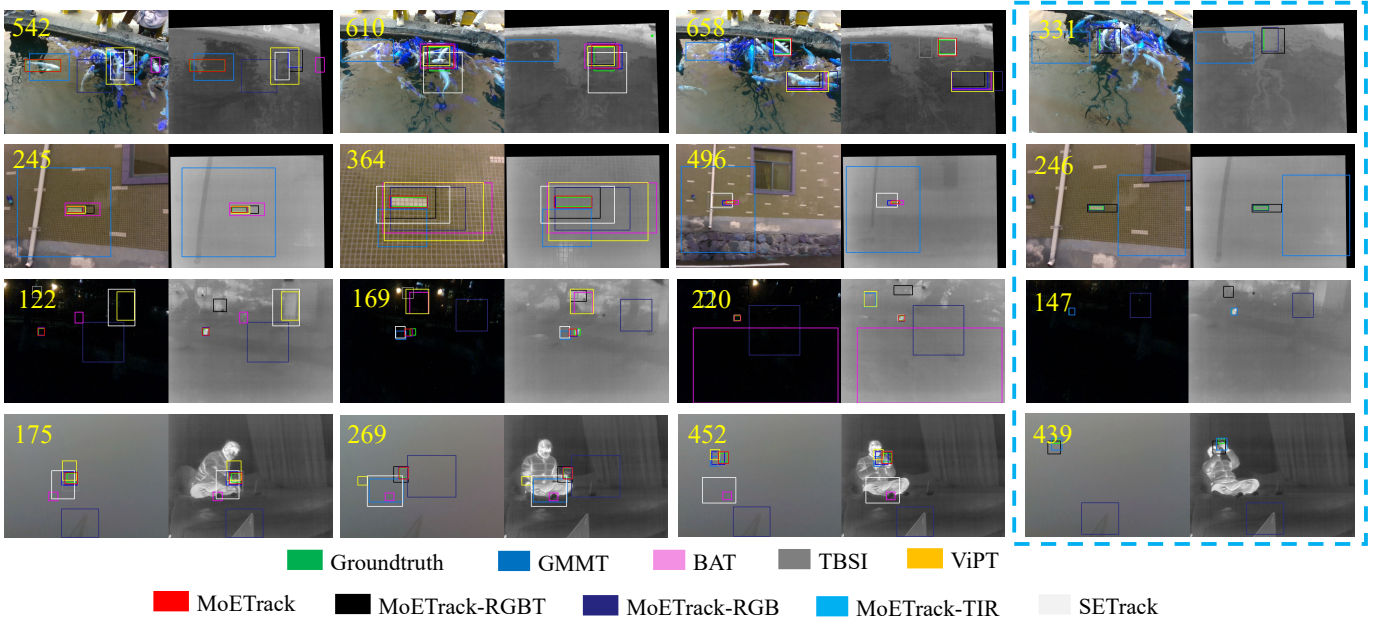 542 610 658 331
245 364 496 246
122 169 220 147
175 269 452 439
Groundtruth GMMT BAT TBSI ViPT
MoETrack MoETrack-RGBT MoETrack-RGB MoETrack-TIR SETrack